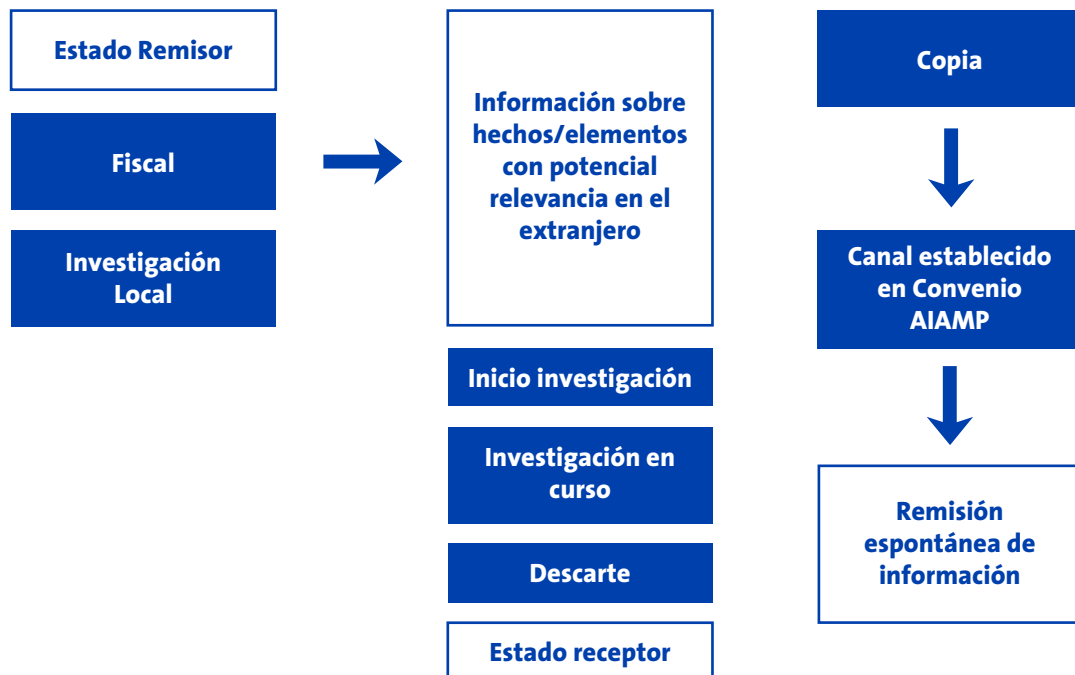 Estado Remisor
Fiscal
Investigación
Local
Información sobre
hechos/elementos
con potencial
relevancia en el
extranjero
Inicio investigación
Investigación en
curso
Descarte
Estado receptor
Copia
Canal establecido
en Convenio
AIAMP
Remisión
espontánea de
información